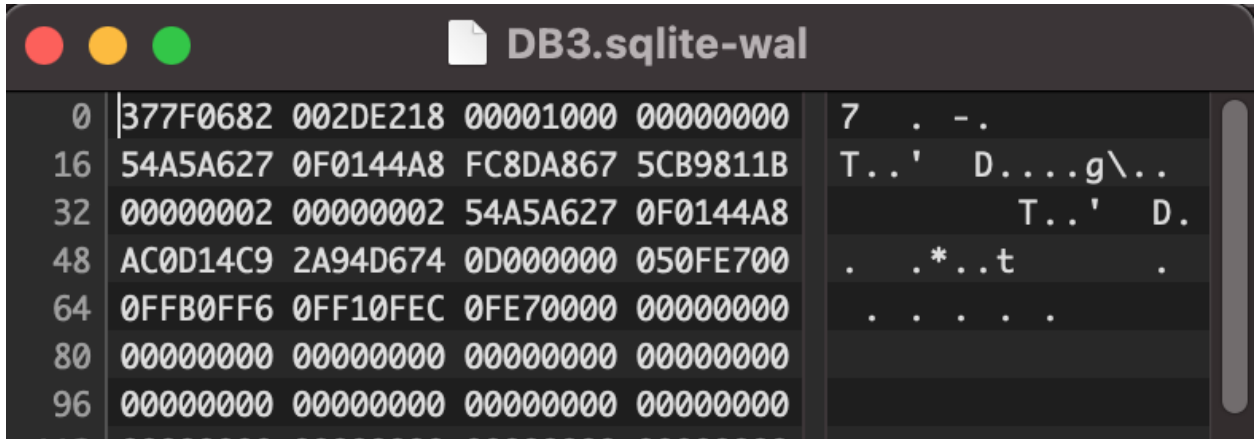 DB3.sqlite-wal
0 377F0682 002DE218 00001000 00000000 7 . -.
16 54A5A627 0F0144A8 FC8DA867 5CB9811B T..' D....g\..
32 00000002 00000002 54A5A627 0F0144A8 T..' D.
48 AC0D14C9 2A94D674 0D000000 050FE700 . .*..t .
64 0FFB0FF6 0FF10FEC 0FE70000 00000000 . . . . .
80 00000000 00000000 00000000 00000000
96 00000000 00000000 00000000 00000000